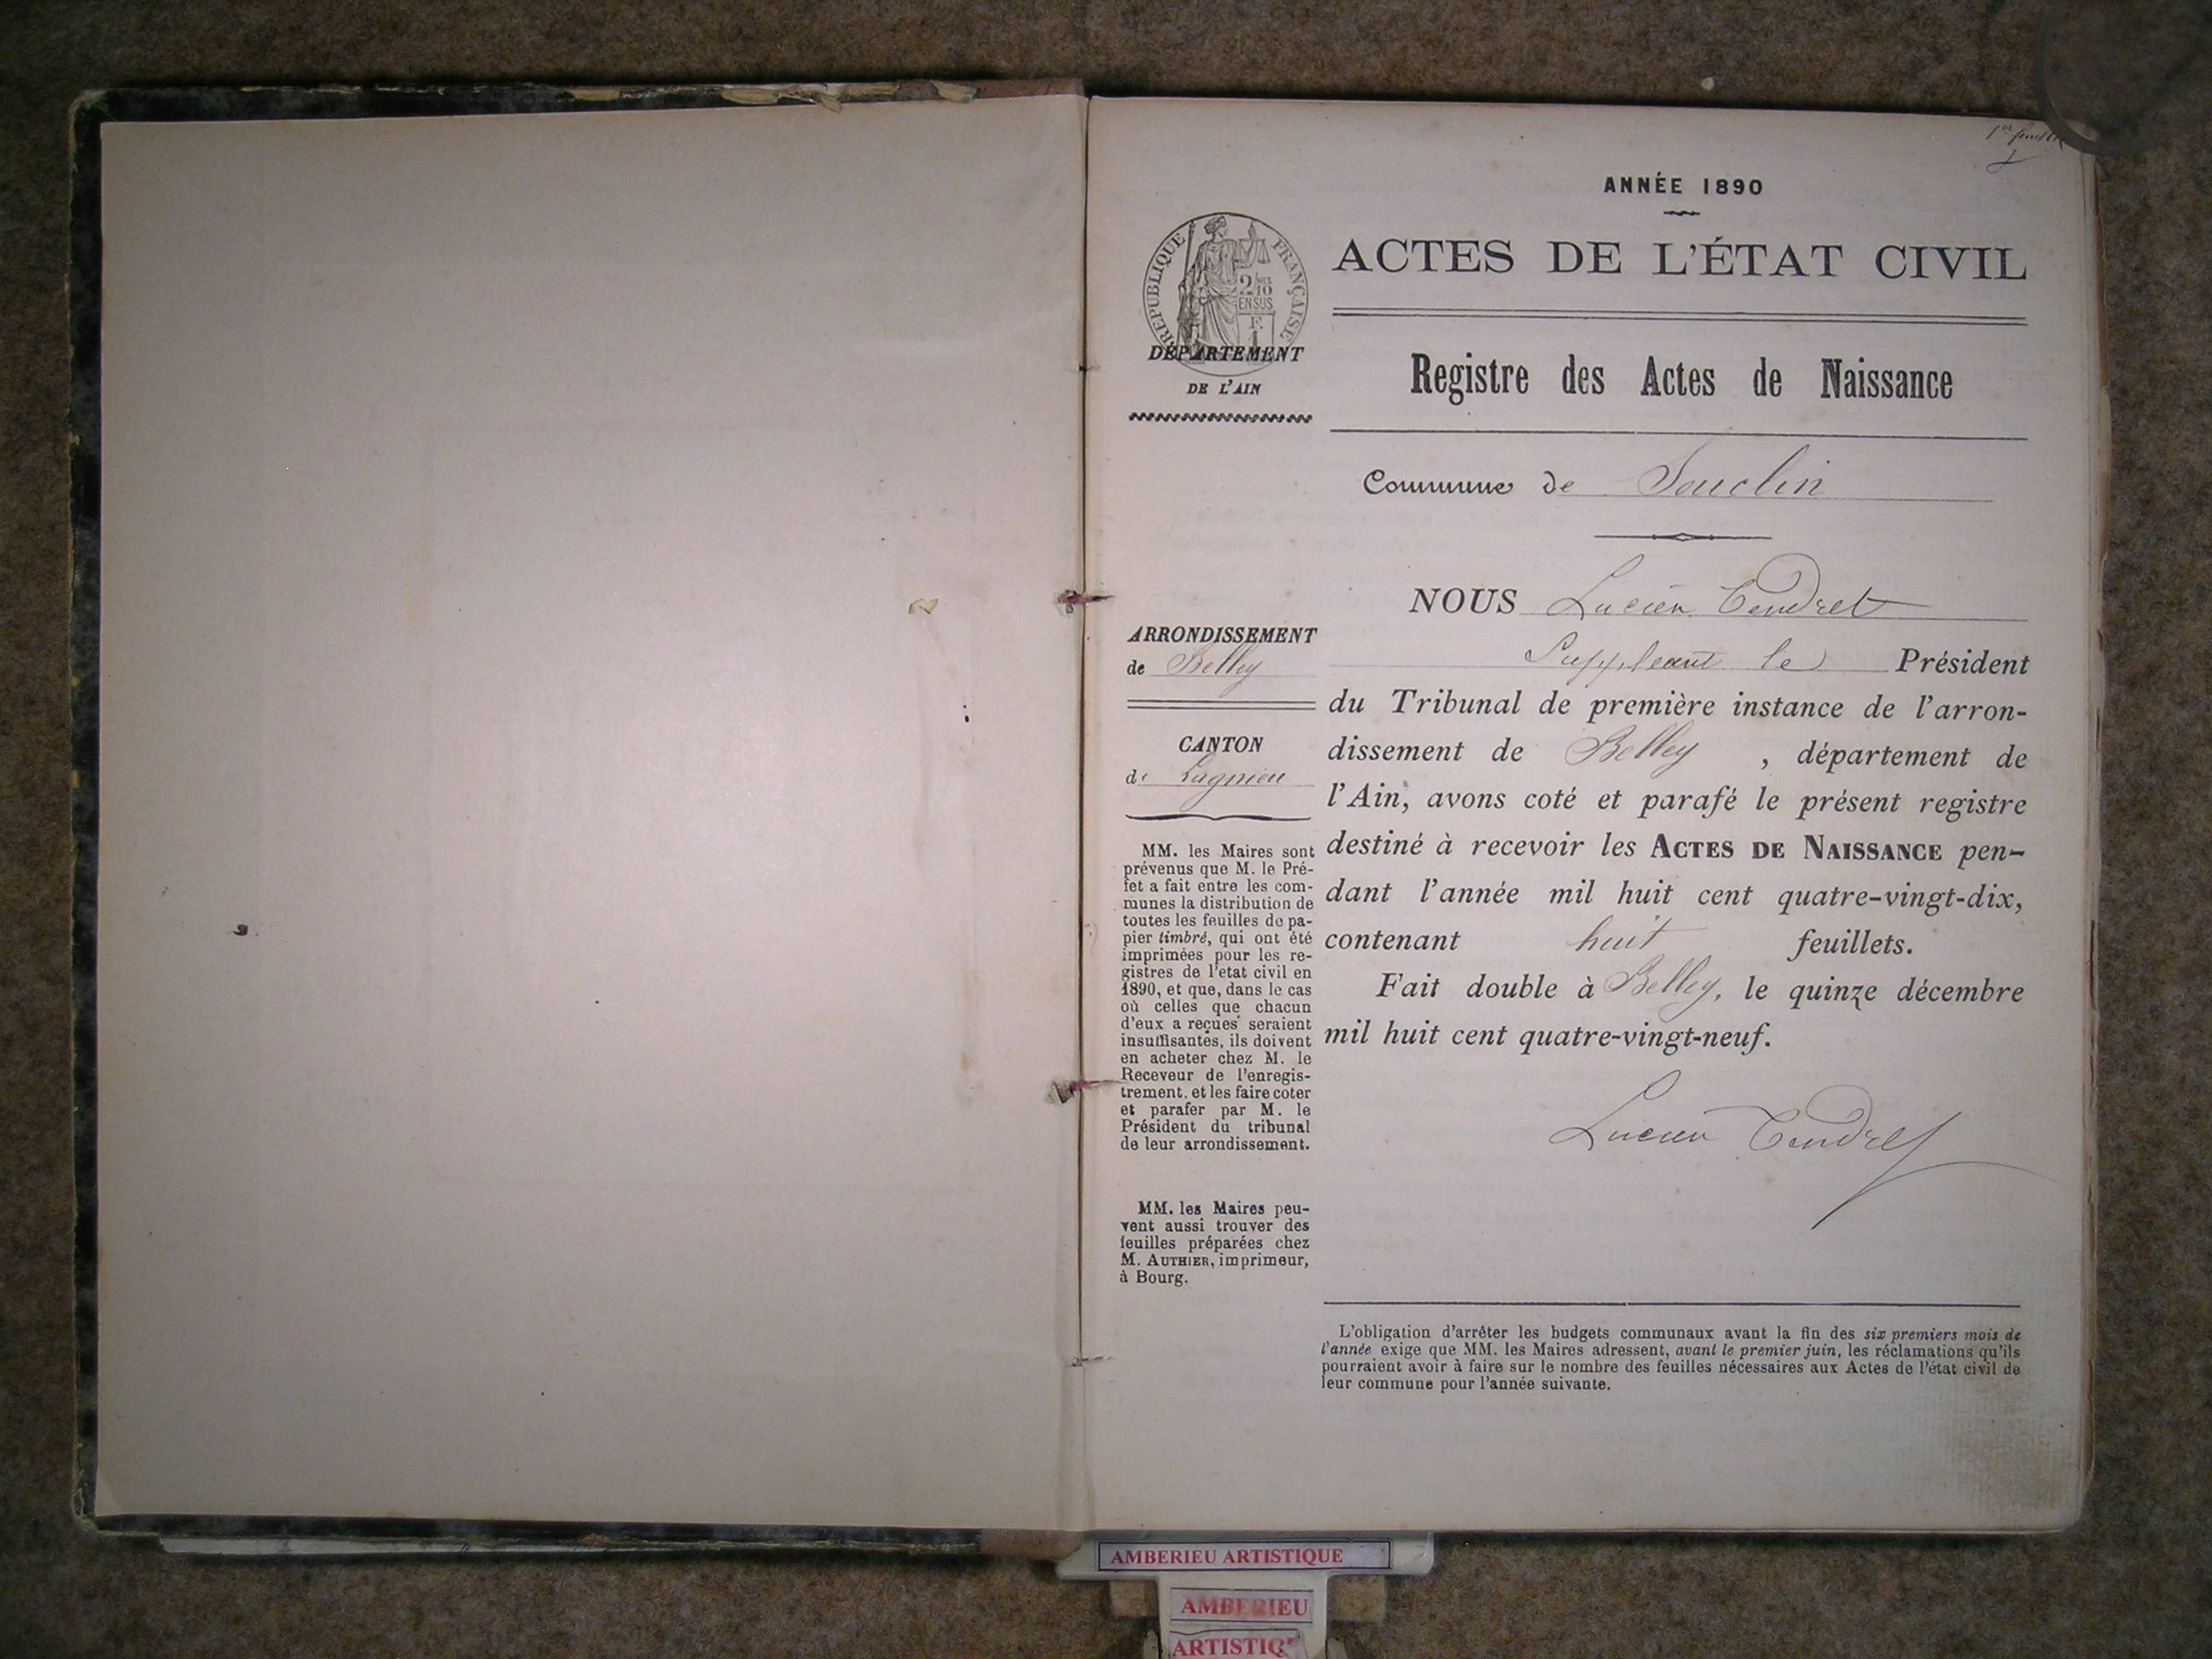 1er feuillet
ANNÉE 1890
RÉPUBLIQUE FRANÇAISE
2/10
EN SUS
ACTES DE L'ÉTAT CIVIL
DÉPARTEMENT
DE L'AIN
Registre des Actes de Naissance
Commune de Souclin
NOUS Lucien Tendret
Suppléant le Président
du Tribunal de première instance de l'arron-
dissement de Belley, département de
l'Ain, avons coté et parafé le présent registre
destiné à recevoir les ACTES DE NAISSANCE pen-
dant l'année mil huit cent quatre-vingt-dix,
contenant huit feuillets.
Fait double à Belley, le quinze décembre
mil huit cent quatre-vingt-neuf.
Lucien Tendret
ARRONDISSEMENT
de Belley
CANTON
de Lagnieu
MM. les Maires sont
prévenus que M. le Pré-
fet a fait entre les com-
munes la distribution de
toutes les feuilles de pa-
pier timbré, qui ont été
imprimées pour les re-
gistres de l'etat civil en
1890, et que, dans le cas
où celles que chacun
d'eux a reçues seraient
insuffisantes, ils doivent
en acheter chez M. le
Receveur de l'enregis-
trement, et les faire coter
et parafer par M. le
Président du tribunal
de leur arrondissement.
MM. les Maires peu-
vent aussi trouver des
feuilles préparées chez
M. AUTHIER, imprimeur,
à Bourg.
L'obligation d'arrêter les budgets communaux avant la fin des six premiers mois de
l'année exige que MM. les Maires adressent, avant le premier juin, les réclamations qu'ils
pourraient avoir à faire sur le nombre des feuilles nécessaires aux Actes de l'état civil de
leur commune pour l'année suivante.
AMBERIEU ARTISTIQUE
AMBERIEU
ARTISTIQ